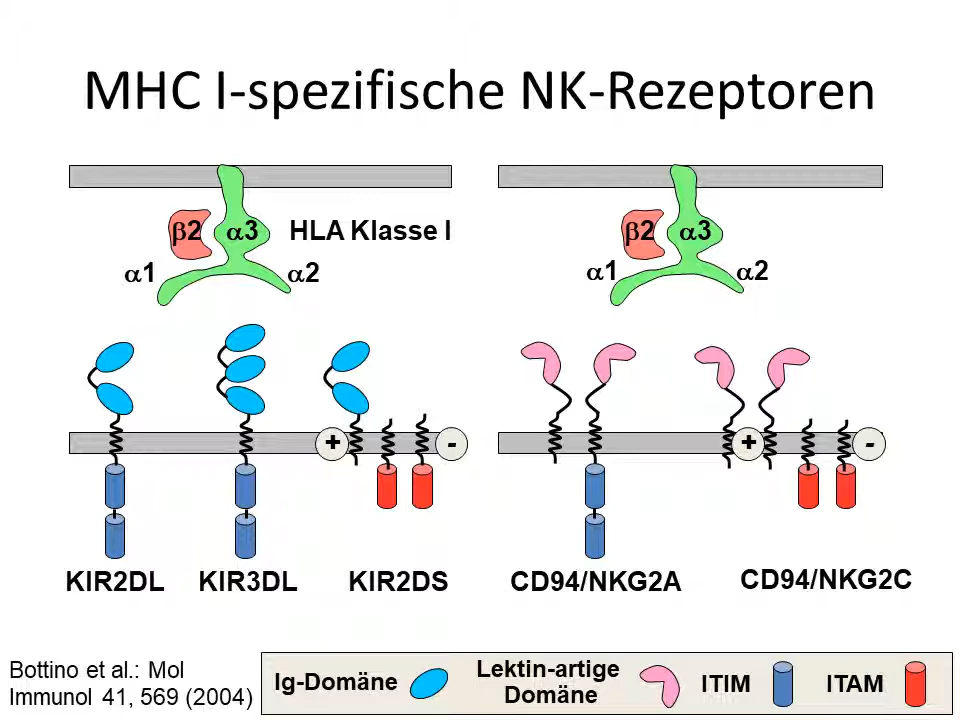 MHC I-spezifische NK-Rezeptoren
β2
α3
HLA Klasse I
α1
α2
β2
α3
α1
α2
+
-
+
-
KIR2DL
KIR3DL
KIR2DS
CD94/NKG2A
CD94/NKG2C
Bottino et al.: Mol
Immunol 41, 569 (2004)
Ig-Domäne
Lektin-artige
Domäne
ITIM
ITAM